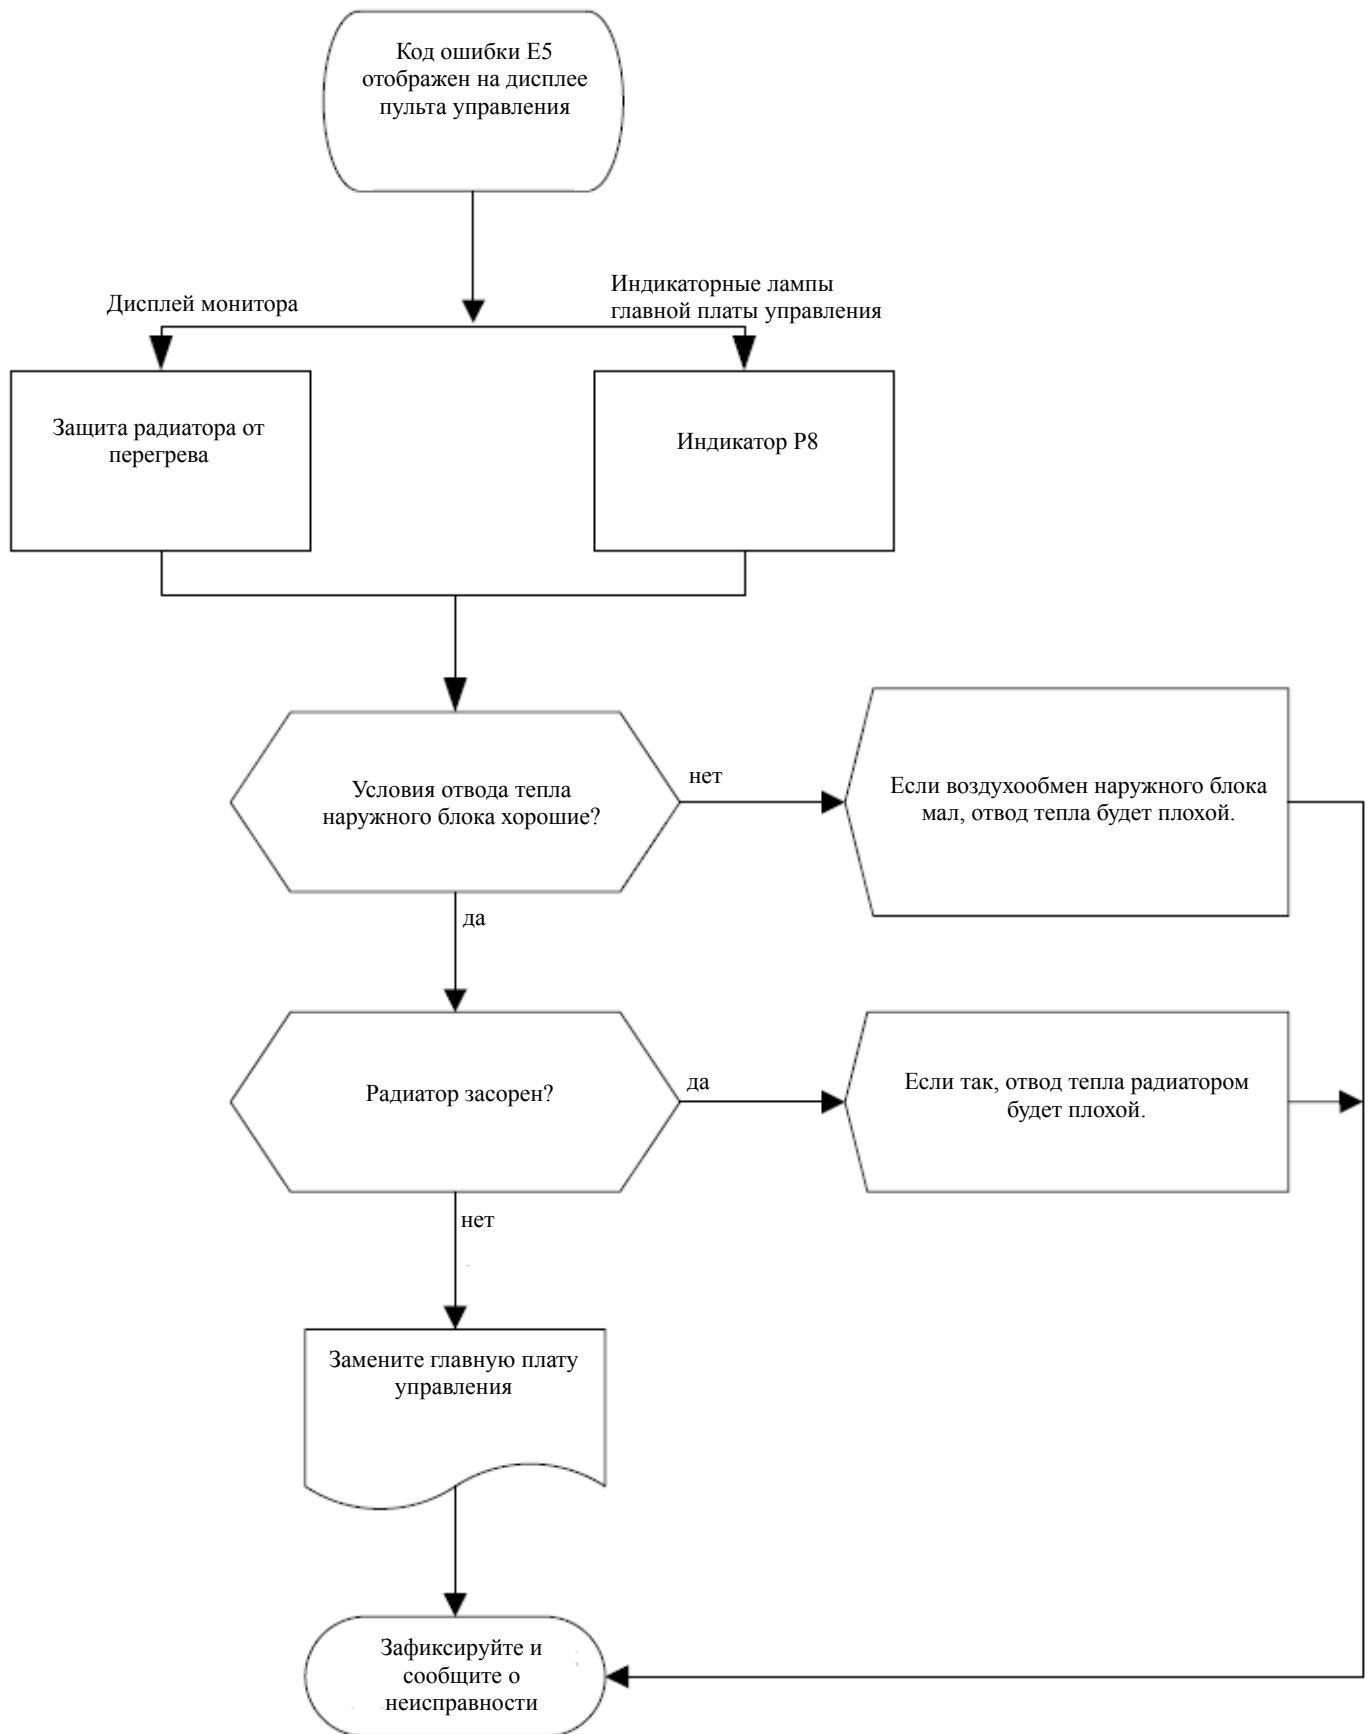 Код ошибки E5
отображен на дисплее
пульта управления
Дисплей монитора
Индикаторные лампы
главной платы управления
Защита радиатора от
перегрева
Индикатор P8
Условия отвода тепла
наружного блока хорошие?
нет
Если воздухообмен наружного блока
мал, отвод тепла будет плохой.
да
Радиатор засорен?
да
Если так, отвод тепла радиатором
будет плохой.
нет
Замените главную плату
управления
Зафиксируйте и
сообщите о
неисправности